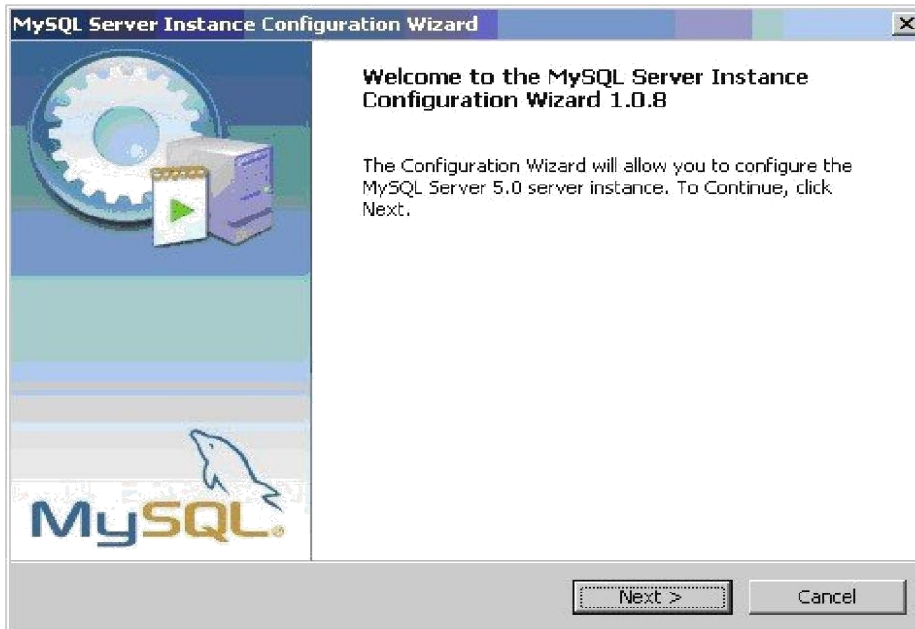 MySQL Server Instance Configuration Wizard
Welcome to the MySQL Server Instance
Configuration Wizard 1.0.8
The Configuration Wizard will allow you to configure the
MySQL Server 5.0 server instance. To Continue, click
Next.
MySQL
Next >
Cancel